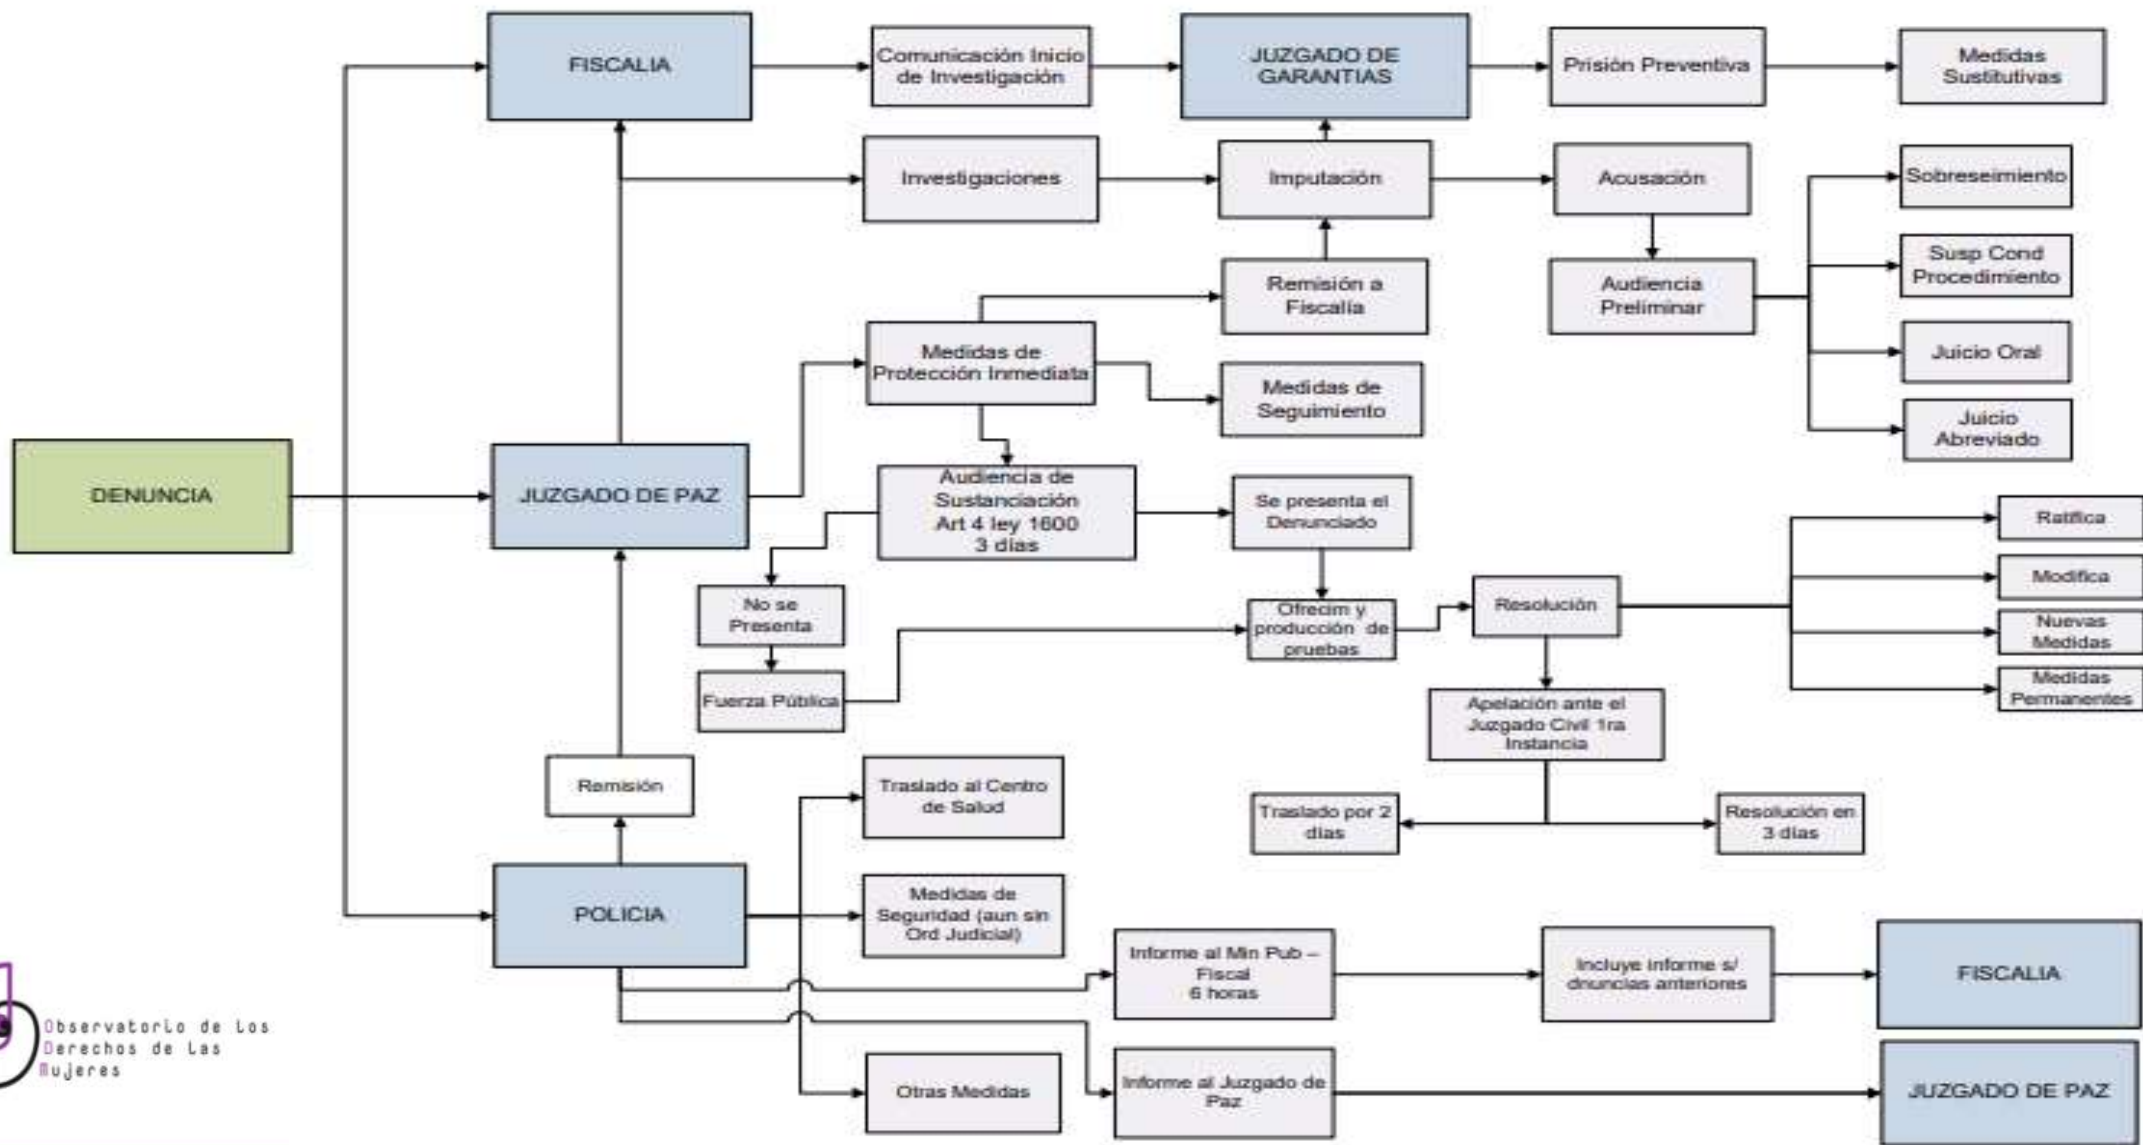 FISCALIA
Comunicación Inicio
de Investigación
JUZGADO DE
GARANTIAS
Prisión Preventiva
Medidas
Sustitutivas
Investigaciones
Imputación
Acusación
Sobreseimiento
Susp Cond
Procedimiento
Remisión a
Fiscalía
Audiencia
Preliminar
Juicio Oral
Medidas de
Protección Inmediata
Medidas de
Seguimiento
Juicio
Abreviado
DENUNCIA
JUZGADO DE PAZ
Audiencia de
Sustanciación
Art 4 ley 1600
3 días
Se presenta el
Denunciado
Ratifica
Modifica
Nuevas
Medidas
Medidas
Permanentes
No se
Presenta
Ofrecim y
producción de
pruebas
Resolución
Fuerza Pública
Apelación ante el
Juzgado Civil 1ra
Instancia
Remisión
Traslado al Centro
de Salud
Traslado por 2
días
Resolución en
3 días
POLICIA
Medidas de
Seguridad (aun sin
Ord Judicial)
Informe al Min Pub –
Fiscal
6 horas
Incluye informe s/
dnuncias anteriores
FISCALIA
Otras Medidas
Informe al Juzgado de
Paz
JUZGADO DE PAZ
Observatorio de Los
Derechos de Las
Mujeres